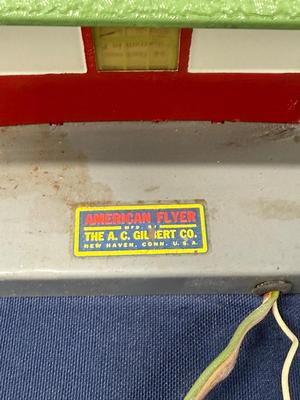 AMERICAN FLYER
MFD. BY
THE A. C. GILBERT CO.
NEW HAVEN, CONN. U. S. A.